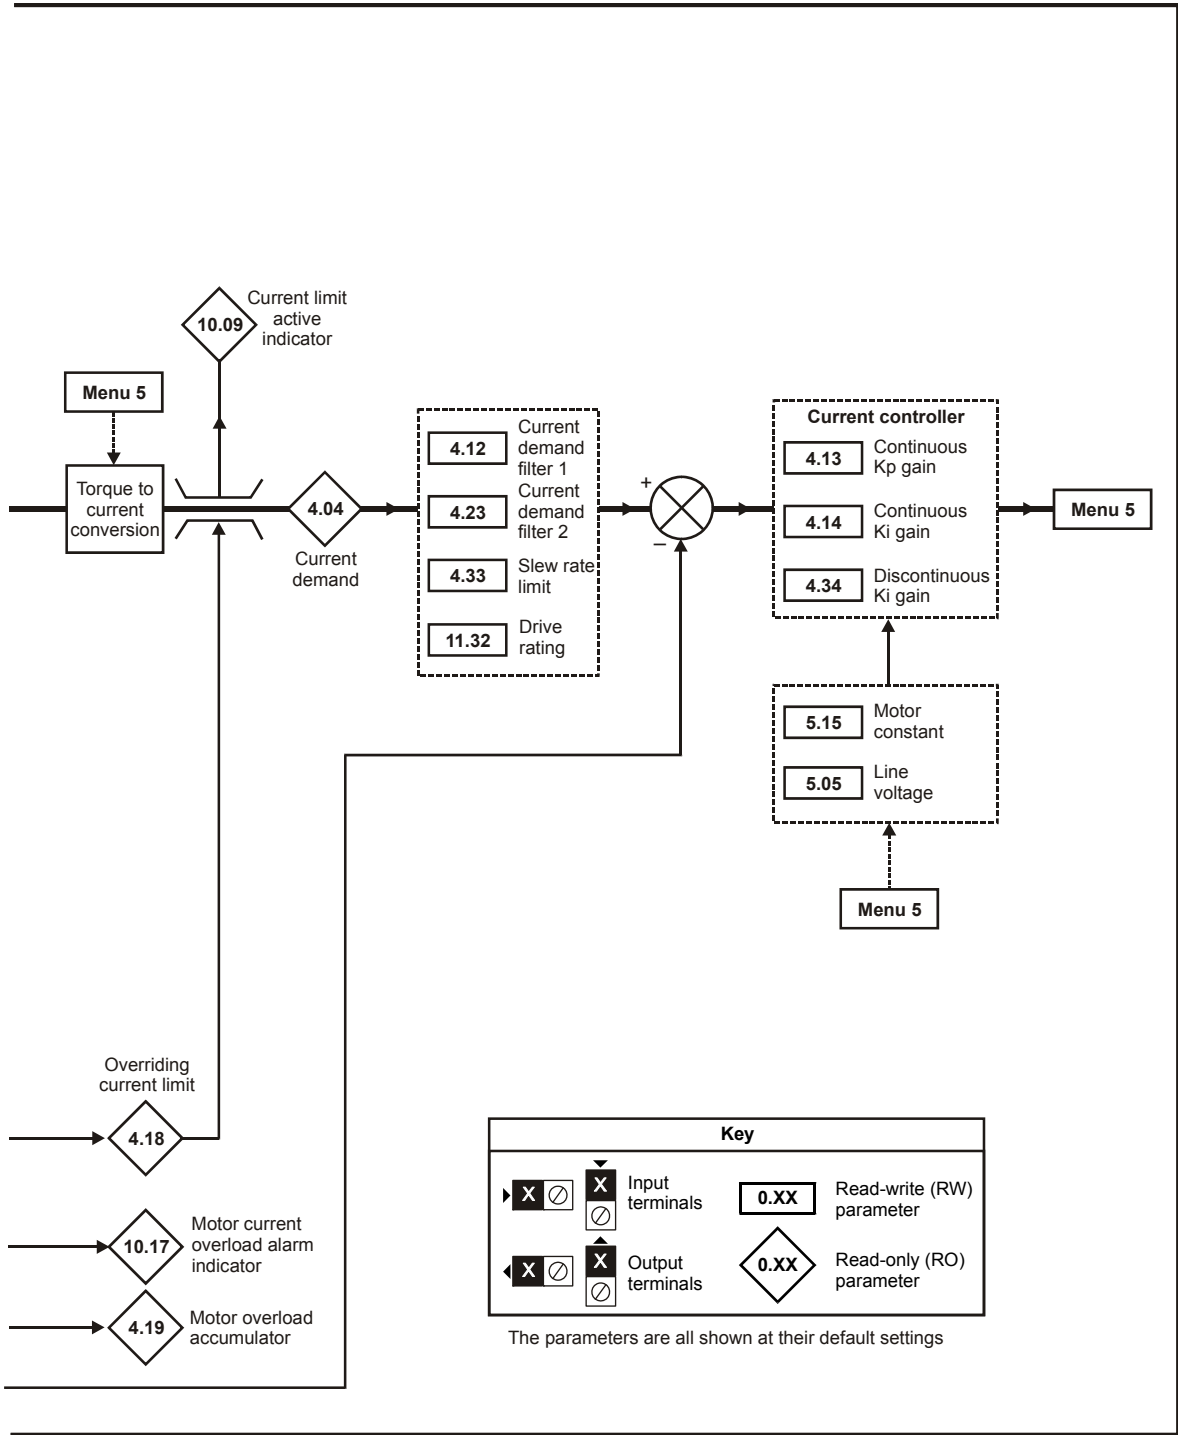 10.09
Current limit
active
indicator
Menu 5
Torque to
current
conversion
4.04
Current
demand
4.12
Current
demand
filter 1
4.23
Current
demand
filter 2
4.33
Slew rate
limit
11.32
Drive
rating
+
–
Current controller
4.13
Continuous
Kp gain
4.14
Continuous
Ki gain
4.34
Discontinuous
Ki gain
Menu 5
5.15
Motor
constant
5.05
Line
voltage
Menu 5
Overriding
current limit
4.18
10.17
Motor current
overload alarm
indicator
4.19
Motor overload
accumulator
Key
X
X
Input
terminals
0.XX
Read-write (RW)
parameter
X
X
Output
terminals
0.XX
Read-only (RO)
parameter
The parameters are all shown at their default settings